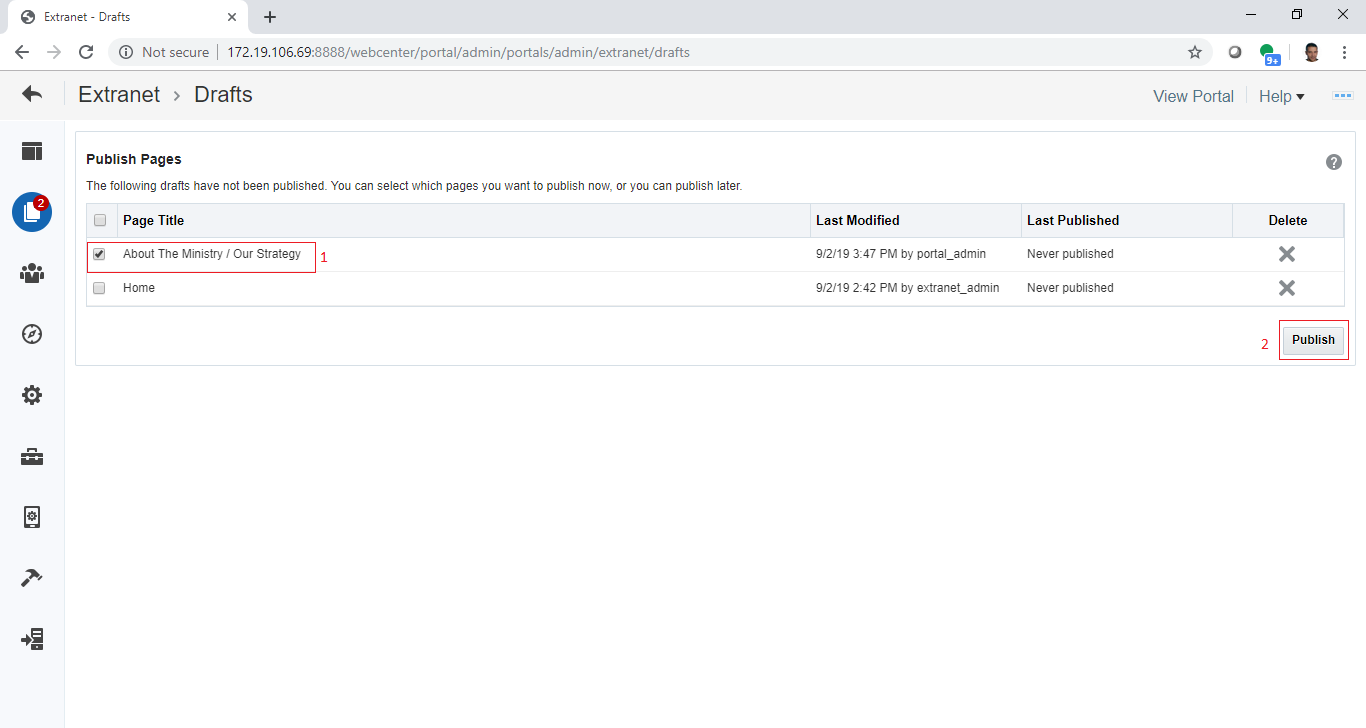 Extranet - Drafts
Not secure 172.19.106.69:8888/webcenter/portal/admin/portals/admin/extranet/drafts
9+
Extranet > Drafts
View Portal
Help
2
Publish Pages
The following drafts have not been published. You can select which pages you want to publish now, or you can publish later.
Page Title Last Modified Last Published Delete
About The Ministry / Our Strategy 1 9/2/19 3:47 PM by portal_admin Never published
Home 9/2/19 2:42 PM by extranet_admin Never published
2 Publish